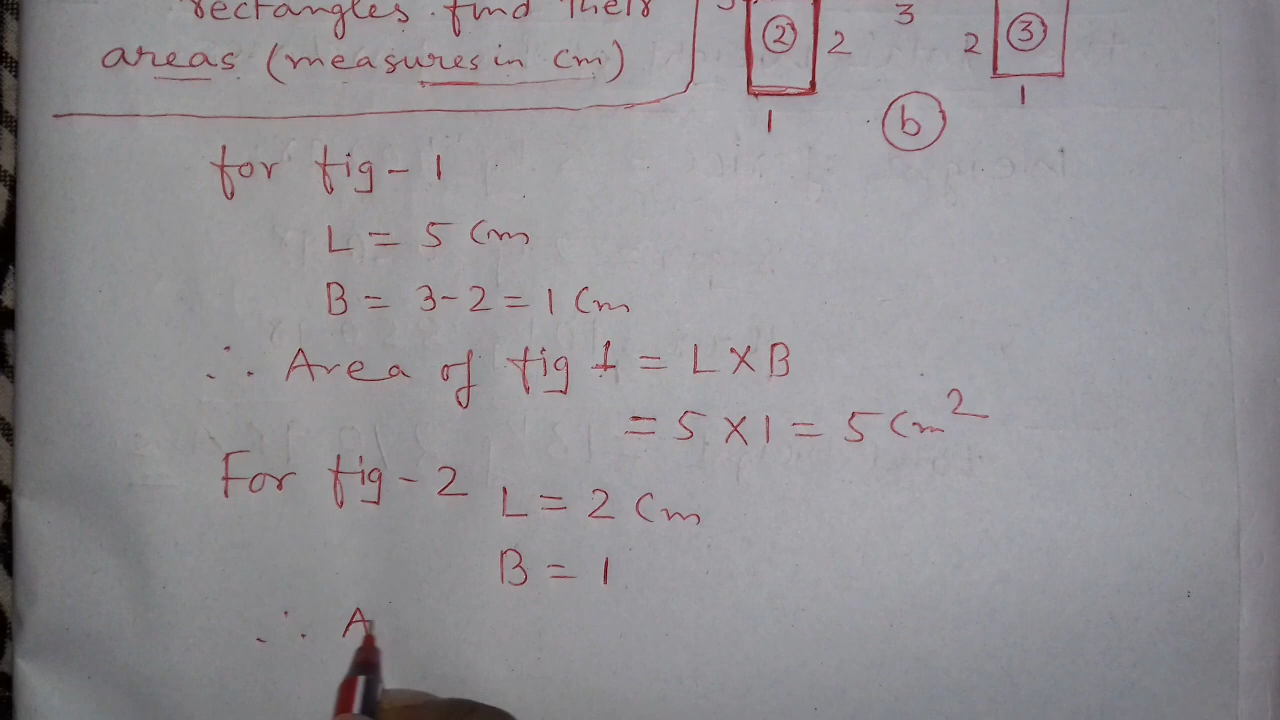 rectangles. find their
areas (measures in cm)
3
② 2
3
2 ③
1
1
b
for fig - 1
L = 5 cm
B = 3 - 2 = 1 cm
∴ Area of fig 1 = L × B
= 5 × 1 = 5 cm²
For fig - 2
L = 2 cm
B = 1
∴ A